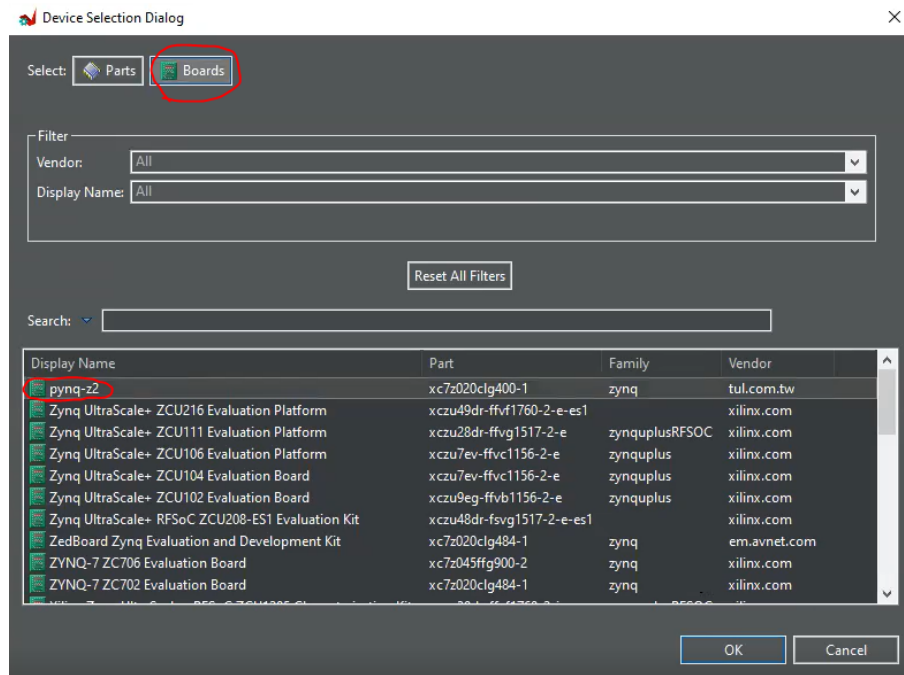 Device Selection Dialog
Select: Parts Boards
Filter
Vendor: All
Display Name: All
Reset All Filters
Search:
Display Name Part Family Vendor
pynq-z2 xc7z020clg400-1 zynq tul.com.tw
Zynq UltraScale+ ZCU216 Evaluation Platform xczu49dr-ffvf1760-2-e-es1 xilinx.com
Zynq UltraScale+ ZCU111 Evaluation Platform xczu28dr-ffvg1517-2-e zynquplusRFSOC xilinx.com
Zynq UltraScale+ ZCU106 Evaluation Platform xczu7ev-ffvc1156-2-e zynquplus xilinx.com
Zynq UltraScale+ ZCU104 Evaluation Board xczu7ev-ffvc1156-2-e zynquplus xilinx.com
Zynq UltraScale+ ZCU102 Evaluation Board xczu9eg-ffvb1156-2-e zynquplus xilinx.com
Zynq UltraScale+ RFSoC ZCU208-ES1 Evaluation Kit xczu48dr-fsvg1517-2-e-es1 xilinx.com
ZedBoard Zynq Evaluation and Development Kit xc7z020clg484-1 zynq em.avnet.com
ZYNQ-7 ZC706 Evaluation Board xc7z045ffg900-2 zynq xilinx.com
ZYNQ-7 ZC702 Evaluation Board xc7z020clg484-1 zynq xilinx.com
OK Cancel